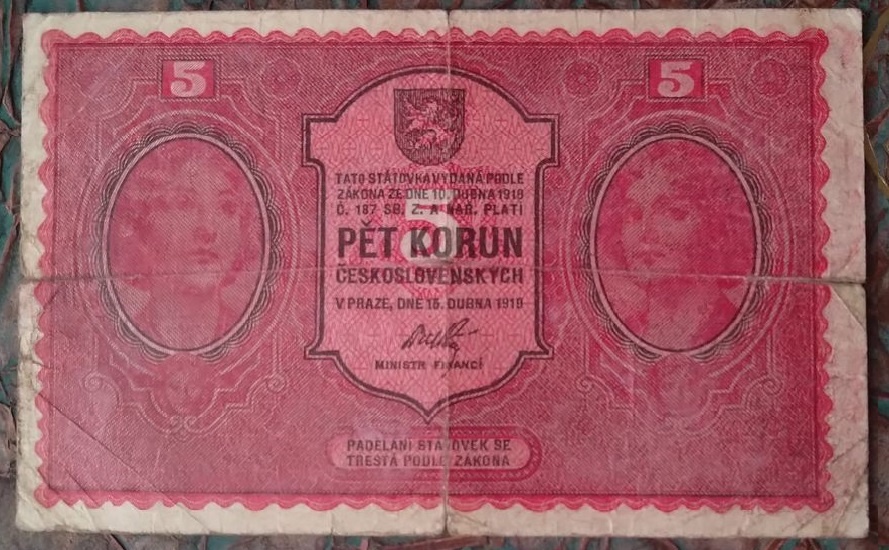 5 5
TATO STÁTOVKA VYDANÁ PODLE
ZÁKONA ZE DNE 10. DUBNA 1919
Č. 187 SB. Z. A NAŘ. PLATÍ
5
PĚT KORUN
ČESKOSLOVENSKÝCH
V PRAZE, DNE 15. DUBNA 1919
MINISTR FINANCÍ
PADĚLÁNÍ STÁTOVEK SE
TRESTÁ PODLE ZÁKONA